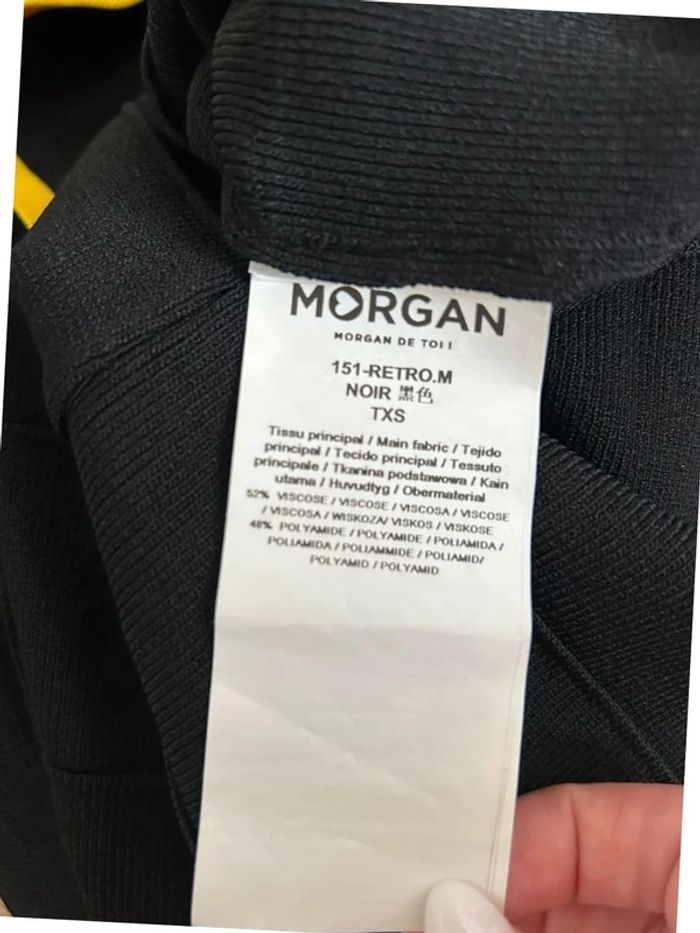 MORGAN
MORGAN DE TOI !
151-RETRO.M
NOIR 黑色
TXS
Tissu principal / Main fabric / Tejido
principal / Tecido principal / Tessuto
principale / Tkanina podstawowa / Kain
utama / Huvudtyg / Obermaterial
52% VISCOSE / VISCOSE / VISCOSA / VISCOSE
/ VISCOSA / WISKOZA/ VISKOS / VISKOSE
48% POLYAMIDE / POLYAMIDE / POLIAMIDA /
POLIAMIDA / POLIAMMIDE / POLIAMID/
POLYAMID / POLYAMID